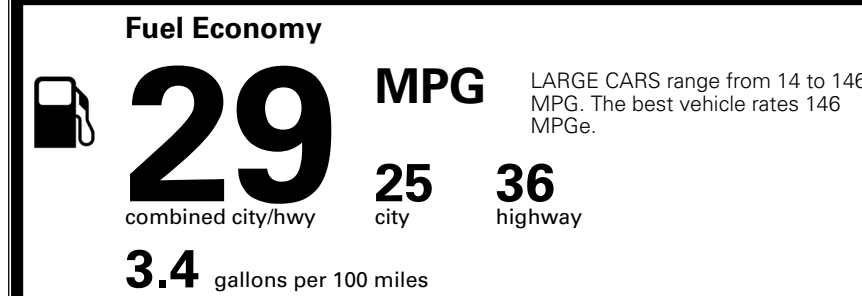 Fuel Economy
29 MPG
LARGE CARS range from 14 to 146
MPG. The best vehicle rates 146
MPGe.
25 36
combined city/hwy city highway
3.4 gallons per 100 miles